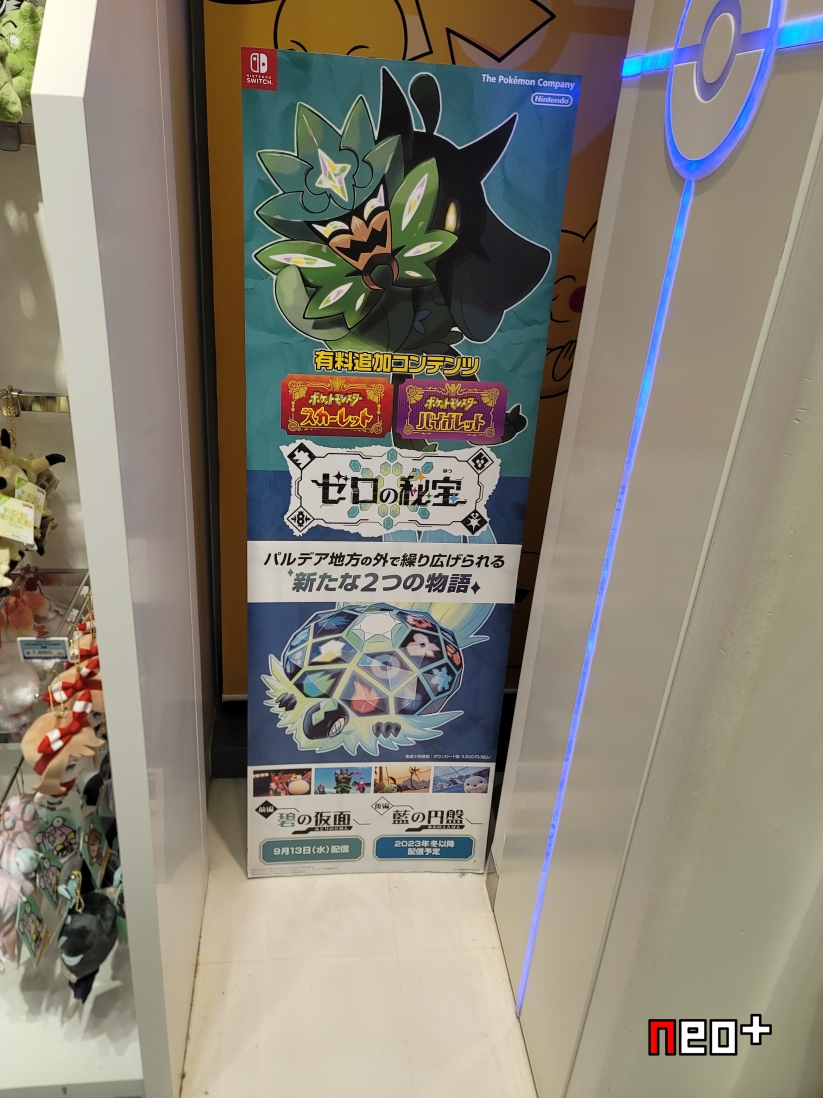 NINTENDO
SWITCH
The Pokémon Company
Nintendo
有料追加コンテンツ
ポケットモンスター
スカーレット
ポケットモンスター
バイオレット
ゼロの秘宝
パルデア地方の外で繰り広げられる
新たな2つの物語
前編
碧の仮面
後編
藍の円盤
9月13日(水)配信
2023年冬以降
配信予定
neo+